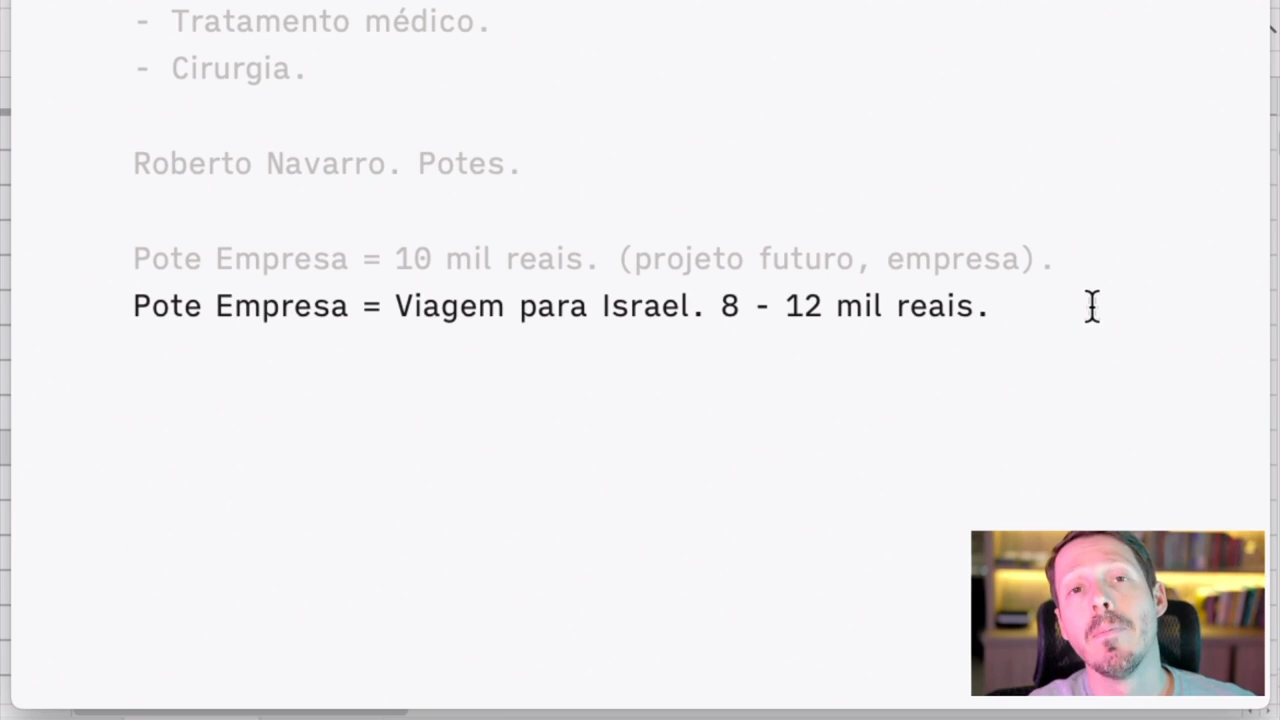 - Tratamento médico.
- Cirurgia.
Roberto Navarro. Potes.
Pote Empresa = 10 mil reais. (projeto futuro, empresa).
Pote Empresa = Viagem para Israel. 8 - 12 mil reais.